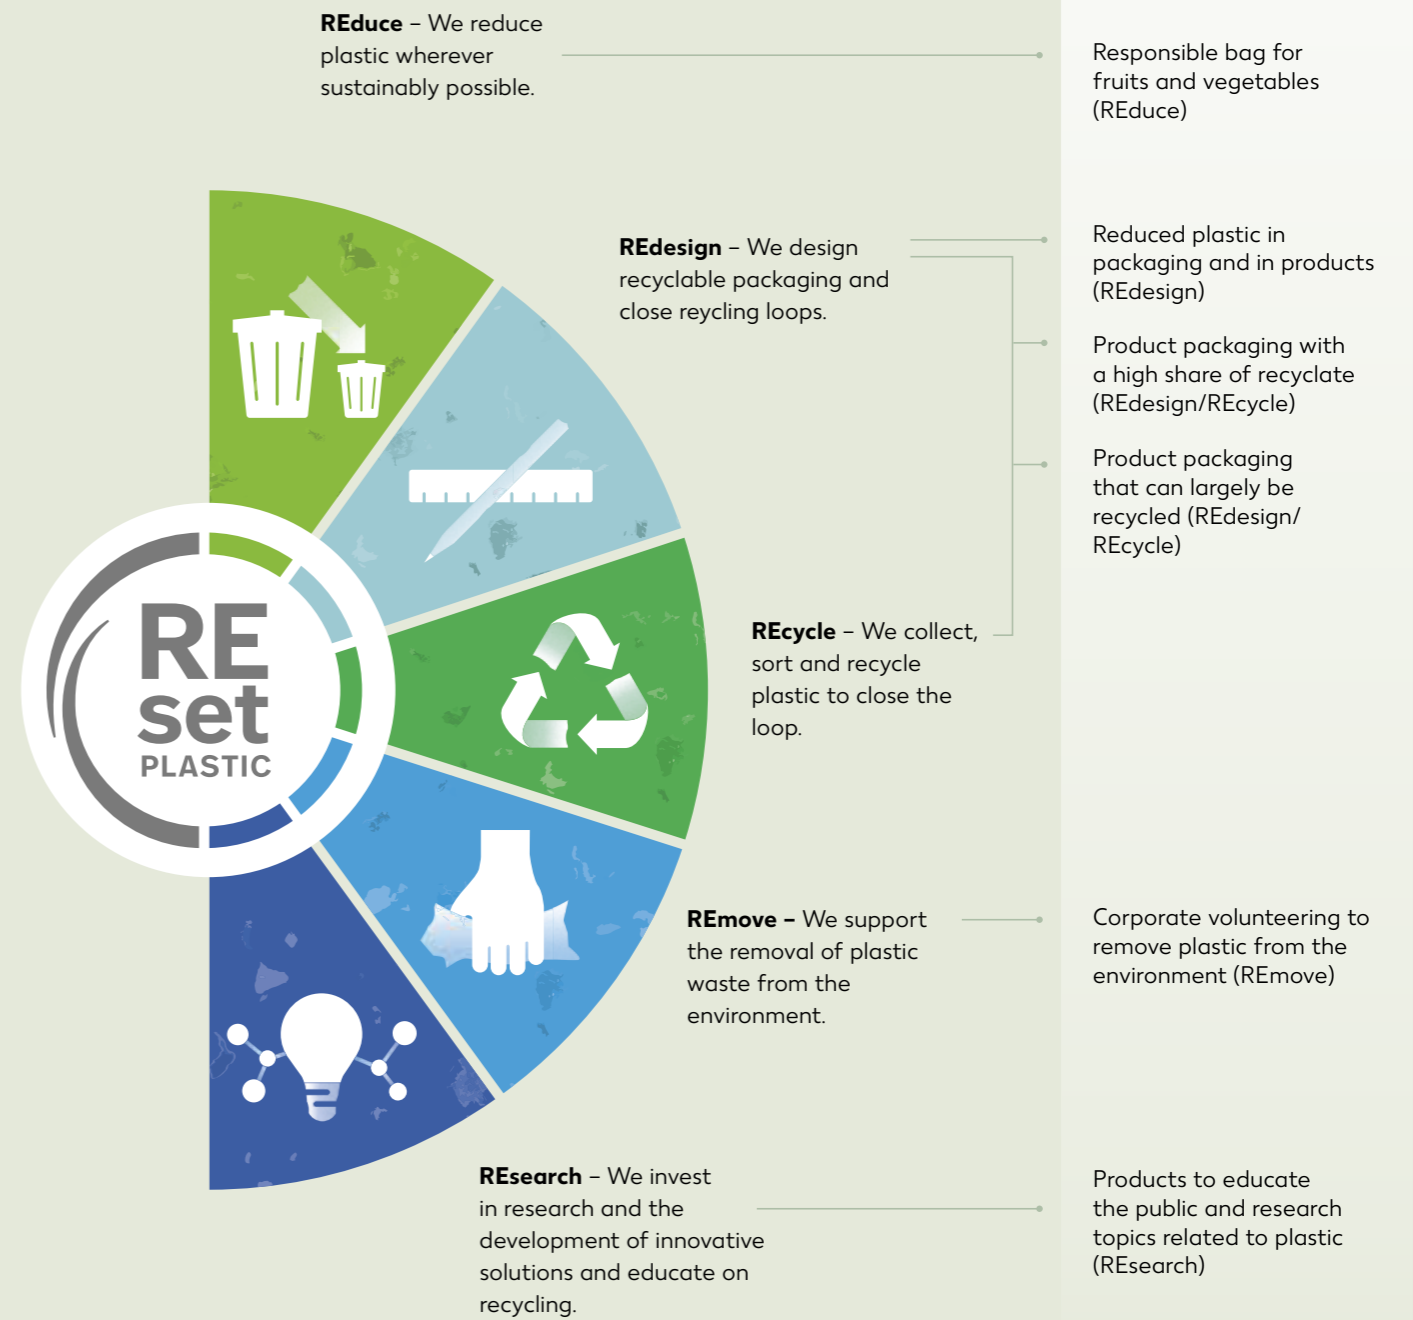 REduce – We reduce
plastic wherever
sustainably possible.
Responsible bag for
fruits and vegetables
(REduce)
REdesign – We design
recyclable packaging and
close reycling loops.
Reduced plastic in
packaging and in products
(REdesign)
Product packaging with
a high share of recyclate
(REdesign/REcycle)
Product packaging
that can largely be
recycled (REdesign/
REcycle)
RE
set
PLASTIC
REcycle – We collect,
sort and recycle
plastic to close the
loop.
REmove – We support
the removal of plastic
waste from the
environment.
Corporate volunteering to
remove plastic from the
environment (REmove)
REsearch – We invest
in research and the
development of innovative
solutions and educate on
recycling.
Products to educate
the public and research
topics related to plastic
(REsearch)